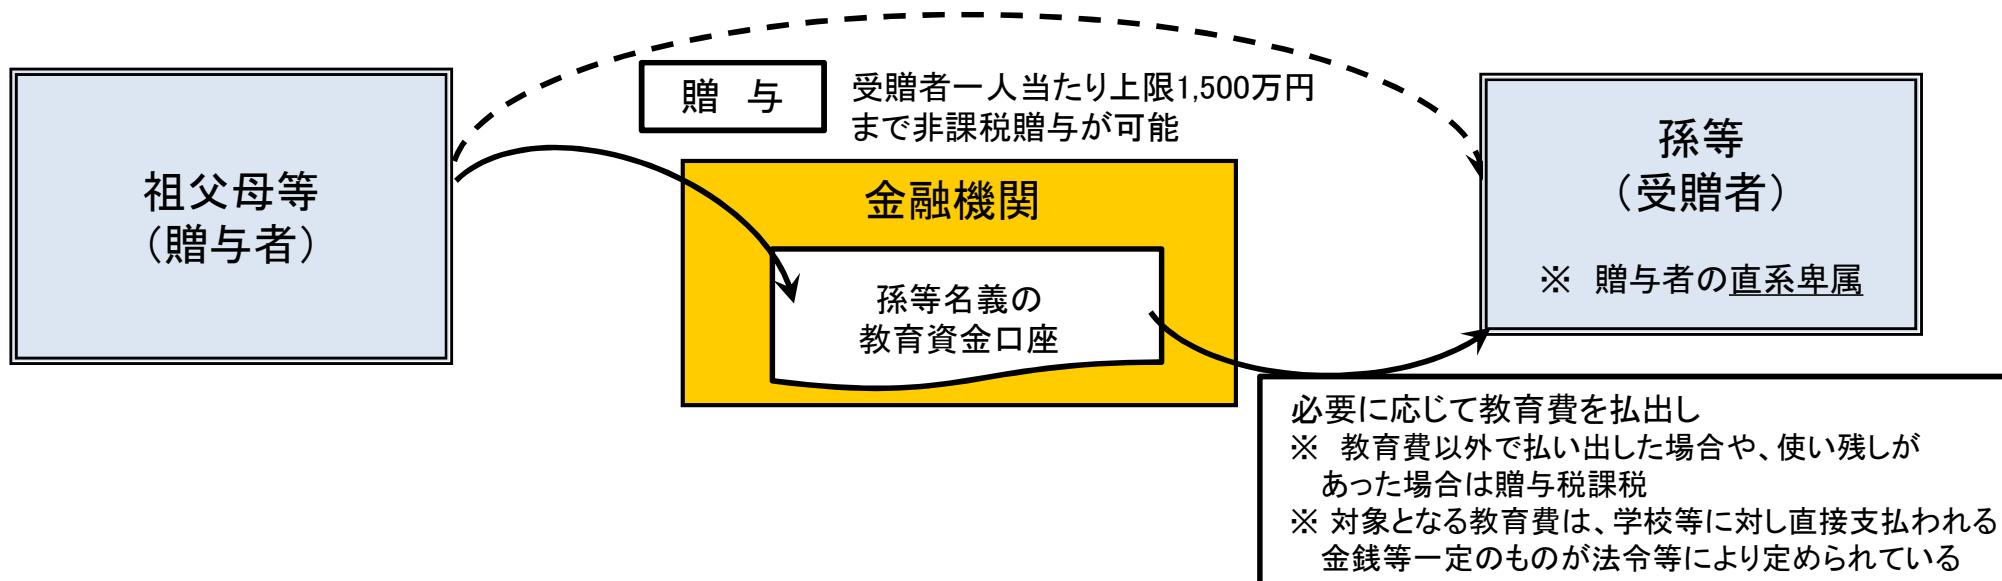 贈 与
受贈者一人当たり上限1,500万円
まで非課税贈与が可能
祖父母等
（贈与者）
金融機関
孫等名義の
教育資金口座
孫等
（受贈者）
※ 贈与者の直系卑属
必要に応じて教育費を払出し
※ 教育費以外で払い出した場合や、使い残しが
あった場合は贈与税課税
※ 対象となる教育費は、学校等に対し直接支払われる
金銭等一定のものが法令等により定められている